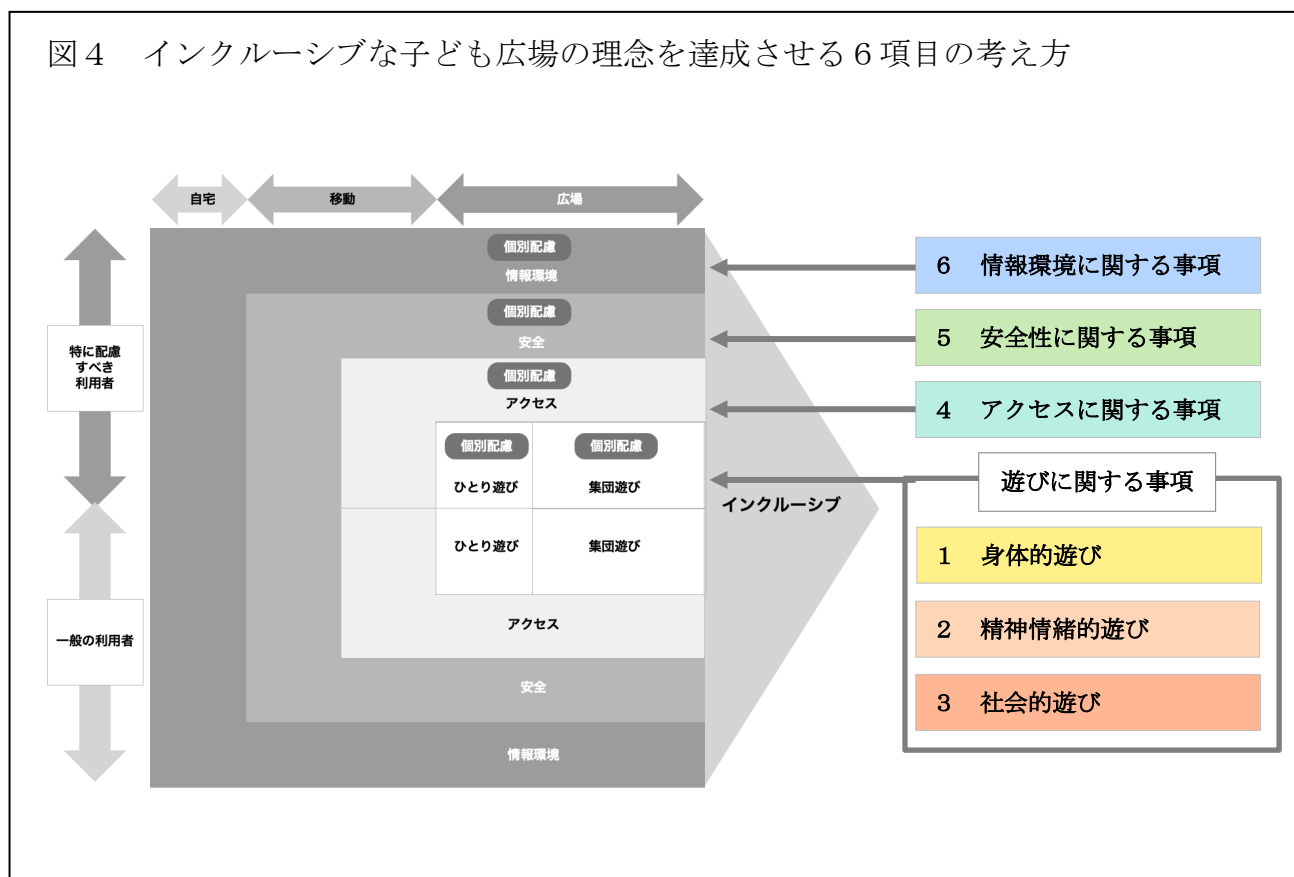 図４　インクルーシブな子ども広場の理念を達成させる６項目の考え方
自宅
移動
広場
特に配慮
すべき
利用者
一般の利用者
個別配慮
情報環境
個別配慮
安全
個別配慮
アクセス
個別配慮
個別配慮
ひとり遊び
集団遊び
ひとり遊び
集団遊び
アクセス
安全
情報環境
インクルーシブ
６　情報環境に関する事項
５　安全性に関する事項
４　アクセスに関する事項
遊びに関する事項
１　身体的遊び
２　精神情緒的遊び
３　社会的遊び